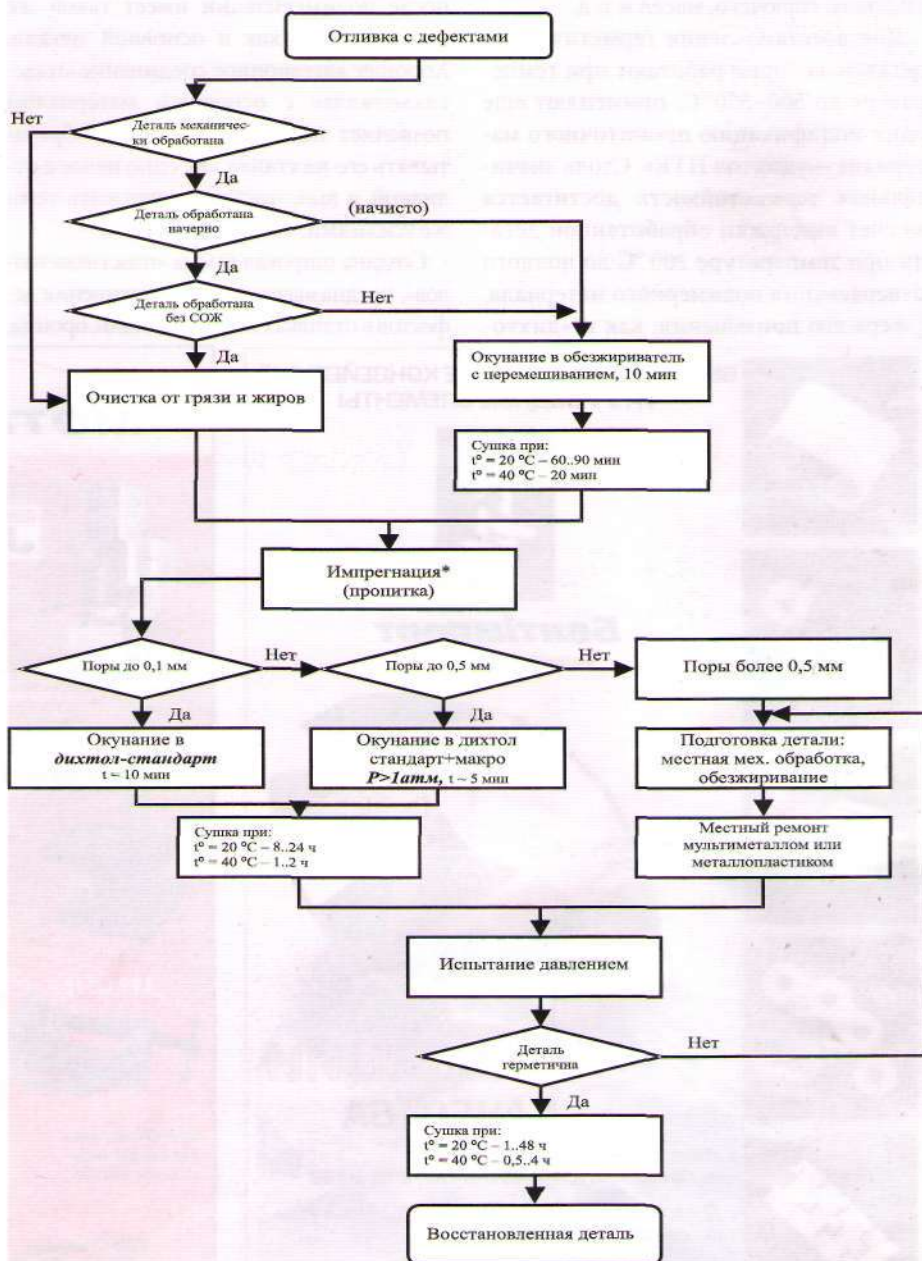 Отливка с дефектами
Нет
Деталь механичес-
ки обработана
Да
Деталь обработана
начерно
(начисто)
Да
Деталь обработана
без СОЖ
Нет
Да
Очистка от грязи и жиров
Окунание в обезжириватель
с перемешиванием, 10 мин
Сушка при:
t° = 20 °C – 60..90 мин
t° = 40 °C – 20 мин
Импрегнация*
(пропитка)
Поры до 0,1 мм
Нет
Поры до 0,5 мм
Нет
Поры более 0,5 мм
Да
Да
Окунание в
дихтол-стандарт
t ~ 10 мин
Окунание в дихтол
стандарт+макро
P>1атм, t ~ 5 мин
Подготовка детали:
местная мех. обработка,
обезжиривание
Сушка при:
t° = 20 °C – 8..24 ч
t° = 40 °C – 1..2 ч
Местный ремонт
мультиметаллом или
металлопластиком
Испытание давлением
Деталь
герметична
Нет
Да
Сушка при:
t° = 20 °C – 1..48 ч
t° = 40 °C – 0,5..4 ч
Восстановленная деталь